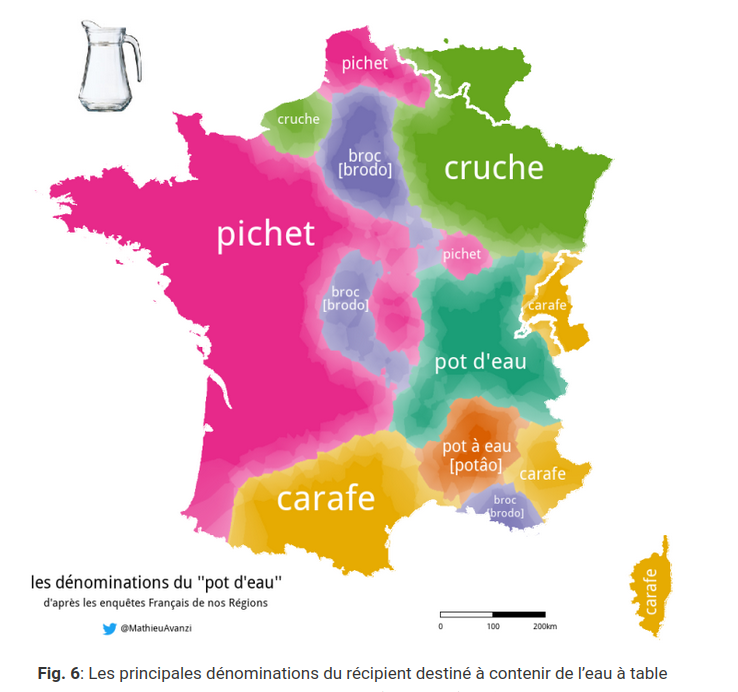 pichet
cruche
broc
[brodo]
cruche
pichet
pichet
broc
[brodo]
carafe
pot d'eau
pot à eau
[potâo]
carafe
carafe
broc
[brodo]
carafe
les dénominations du "pot d'eau"
d'après les enquêtes Français de nos Régions
@MathieuAvanzi
0 100 200km
Fig. 6: Les principales dénominations du récipient destiné à contenir de l’eau à table